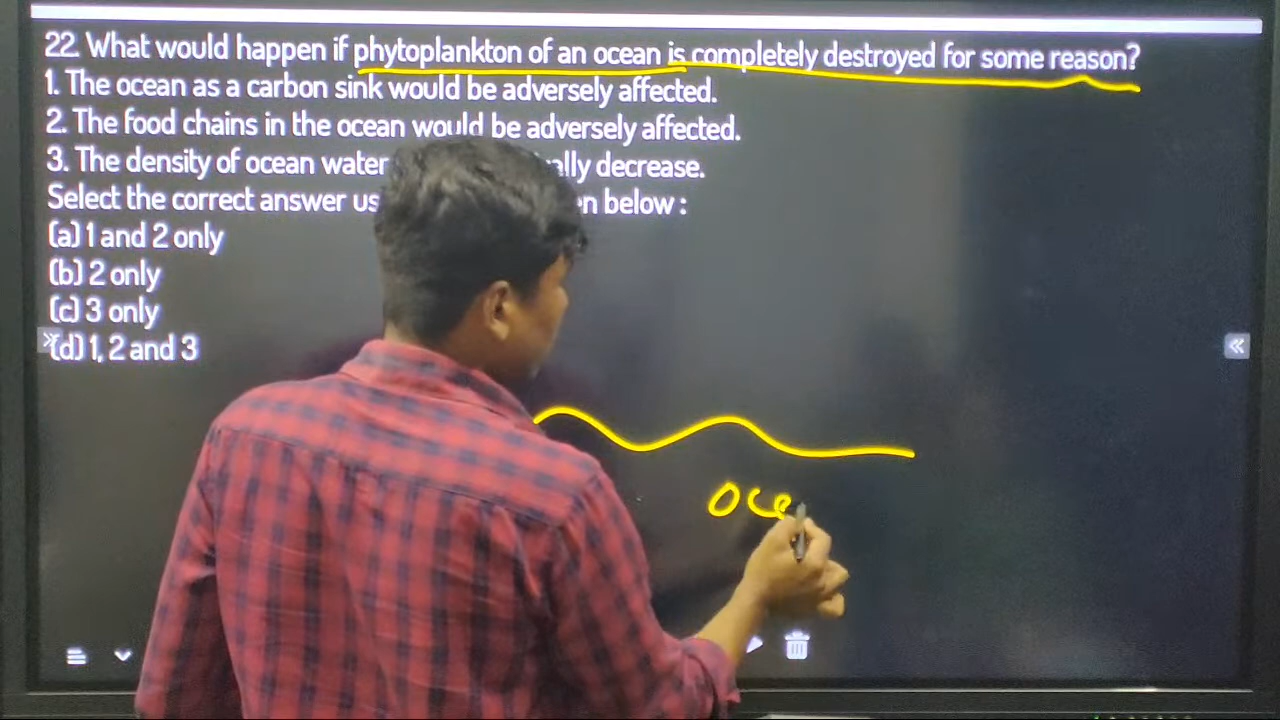 22. What would happen if phytoplankton of an ocean is completely destroyed for some reason?
1. The ocean as a carbon sink would be adversely affected.
2. The food chains in the ocean would be adversely affected.
3. The density of ocean water decrease.
Select the correct answer below :
(a) 1 and 2 only
(b) 2 only
(c) 3 only
(d) 1, 2 and 3
oce